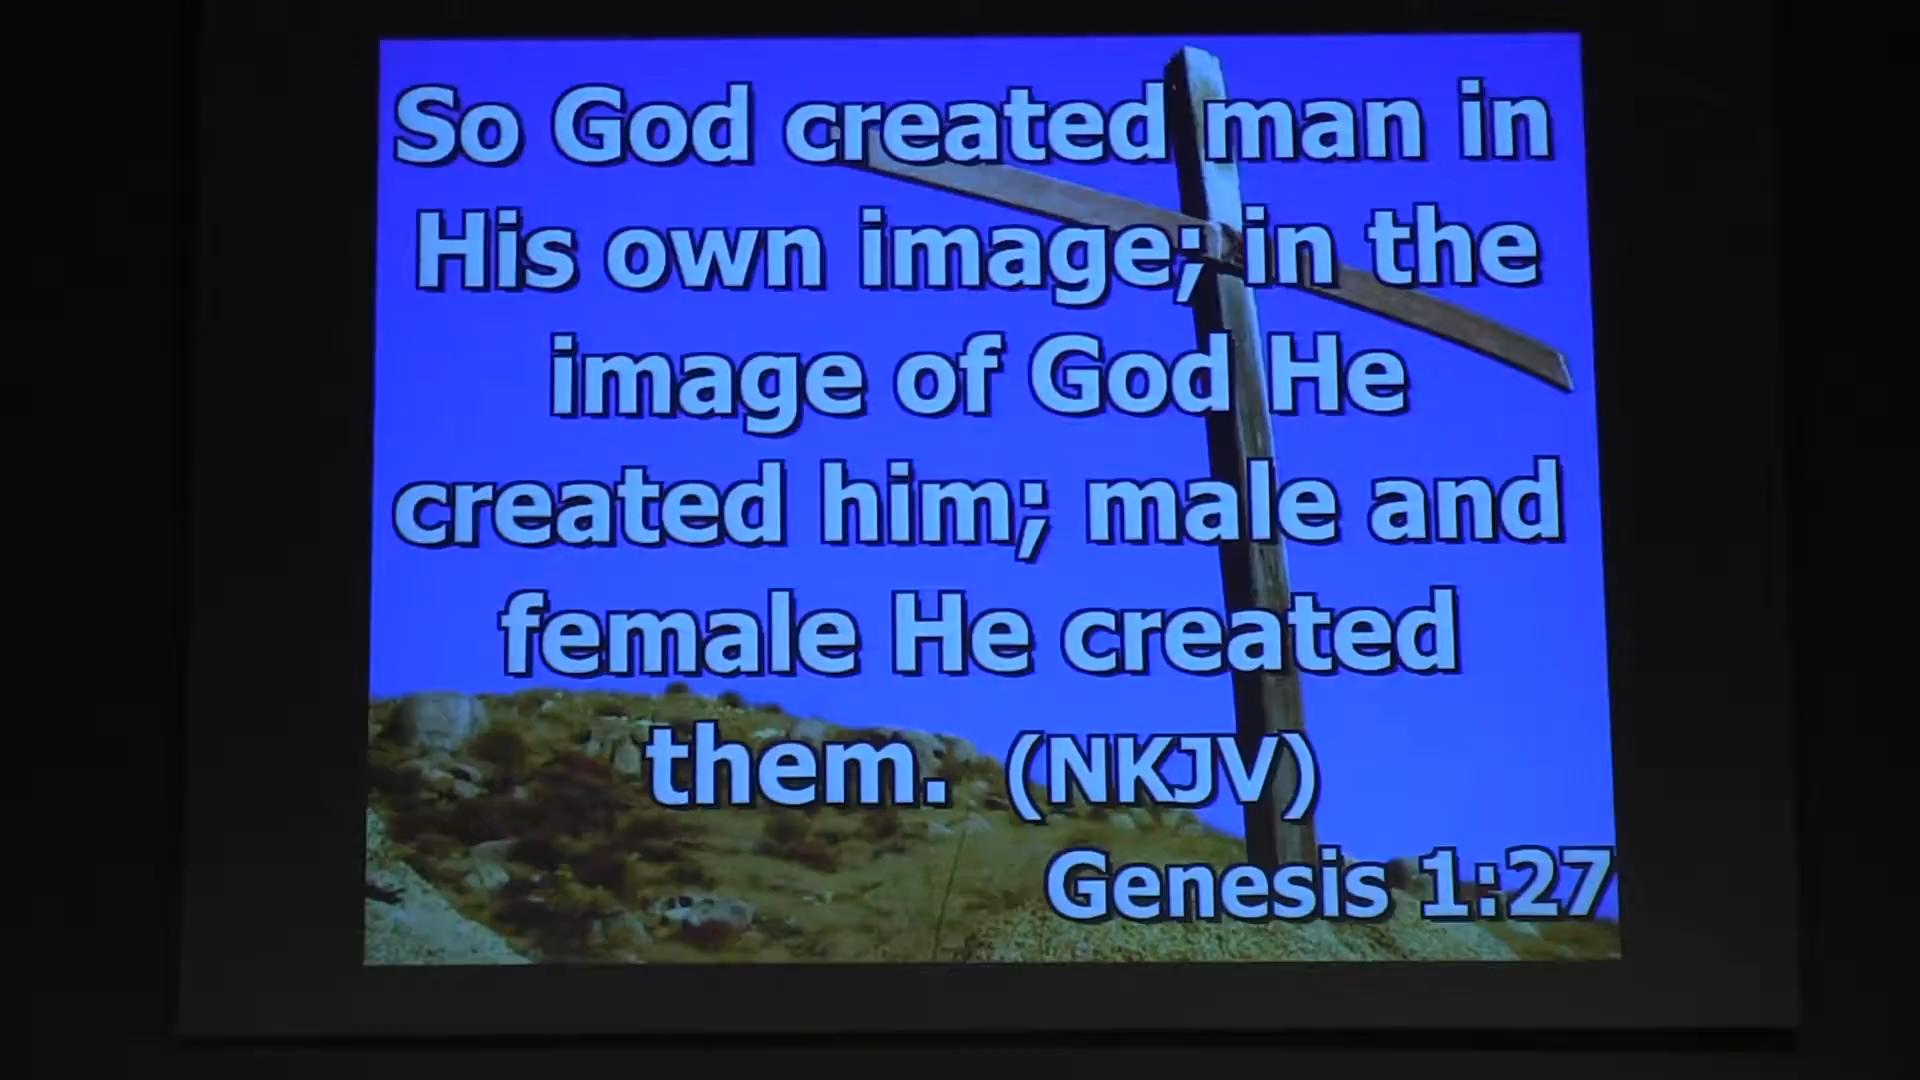 So God created man in
His own image; in the
image of God He
created him; male and
female He created
them. (NKJV)
Genesis 1:27